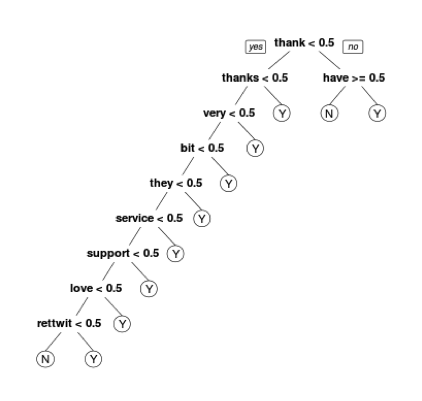 yes thank < 0.5 no
thanks < 0.5 have >= 0.5
very < 0.5 Y N Y
bit < 0.5 Y
they < 0.5 Y
service < 0.5 Y
support < 0.5 Y
love < 0.5 Y
rettwit < 0.5 Y
N Y